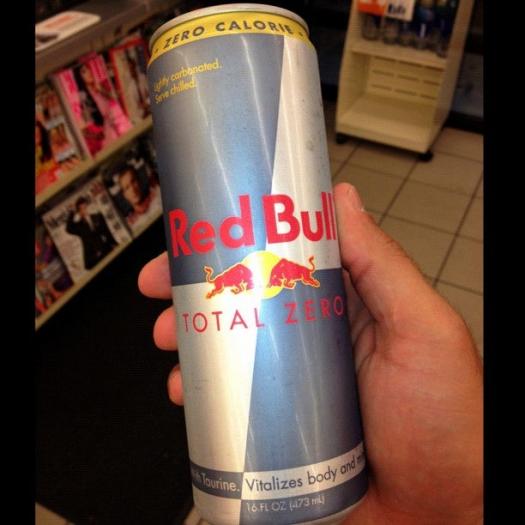 • ZERO CALORIE •
Lightly carbonated.
Serve chilled.
Red Bull
TOTAL ZERO
with Taurine. Vitalizes body and
16 FL OZ (473 mL)